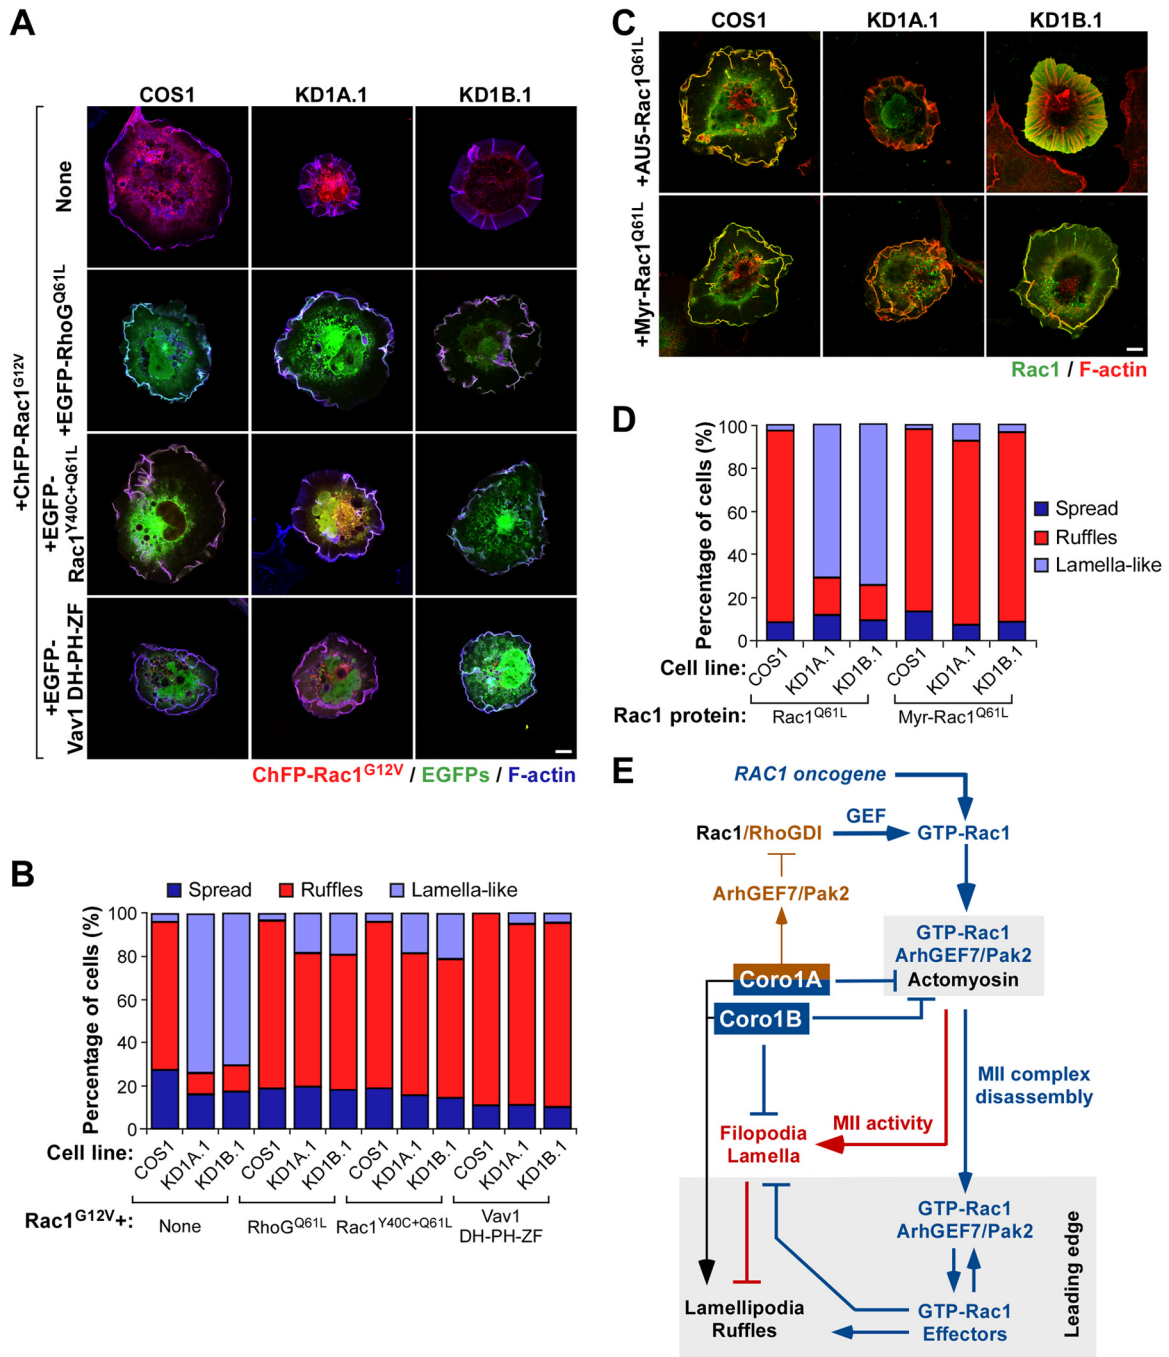 A
COS1 KD1A.1 KD1B.1
+ChFP-Rac1G12V
None
+EGFP-RhoGQ61L
+EGFP-
Rac1Y40C+Q61L
+EGFP-
Vav1 DH-PH-ZF
ChFP-Rac1G12V / EGFPs / F-actin
B
Spread Ruffles Lamella-like
Percentage of cells (%)
100
80
60
40
20
0
Cell line: COS1 KD1A.1 KD1B.1 COS1 KD1A.1 KD1B.1 COS1 KD1A.1 KD1B.1 COS1 KD1A.1 KD1B.1
Rac1G12V+: None RhoGQ61L Rac1Y40C+Q61L Vav1
DH-PH-ZF
C
COS1 KD1A.1 KD1B.1
+AU5-Rac1Q61L
+Myr-Rac1Q61L
Rac1 / F-actin
D
Percentage of cells (%)
100
80
60
40
20
0
Spread
Ruffles
Lamella-like
Cell line: COS1 KD1A.1 KD1B.1 COS1 KD1A.1 KD1B.1
Rac1 protein: Rac1Q61L Myr-Rac1Q61L
E
RAC1 oncogene
GEF
Rac1/RhoGDI GTP-Rac1
ArhGEF7/Pak2
GTP-Rac1
ArhGEF7/Pak2
Actomyosin
Coro1A
Coro1B
MII complex
disassembly
MII activity
Filopodia
Lamella
GTP-Rac1
ArhGEF7/Pak2
Lamellipodia
Ruffles
GTP-Rac1
Effectors
Leading edge